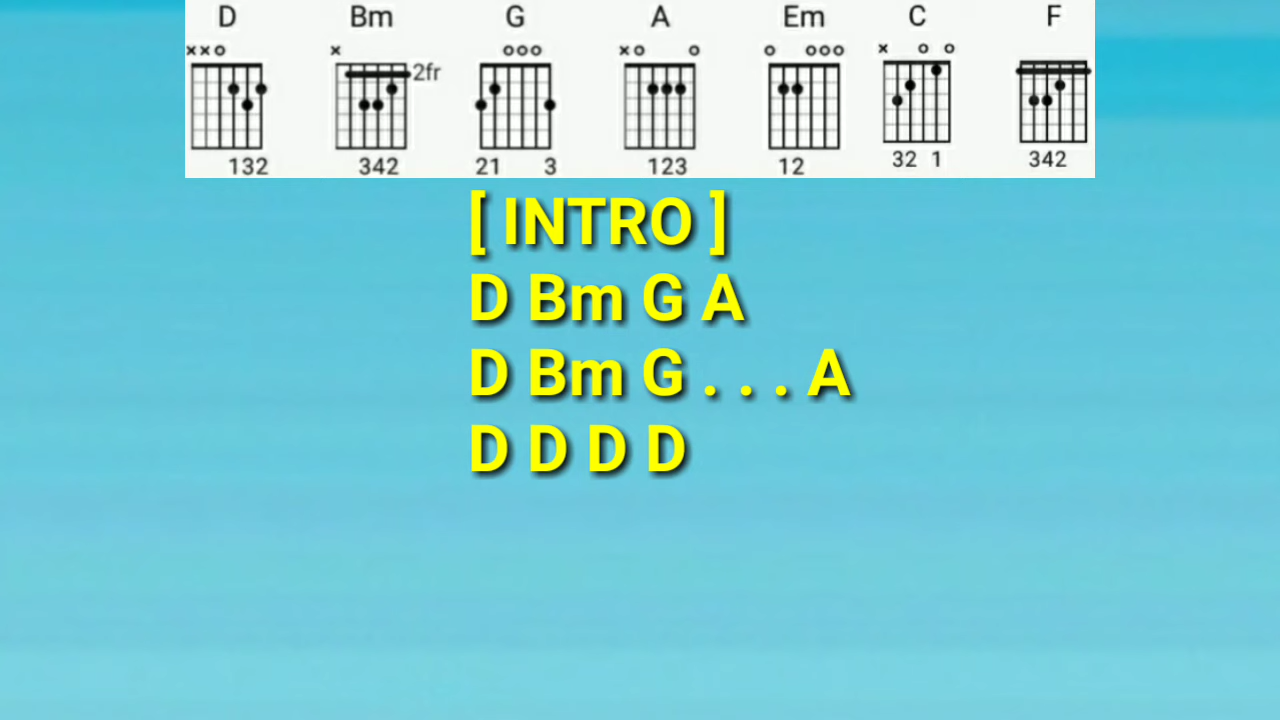 D Bm G A Em C F
x x o x o o o x o o o o o o x o o
2fr
132 342 21 3 123 12 32 1 342
[ INTRO ]
D Bm G A
D Bm G . . . A
D D D D